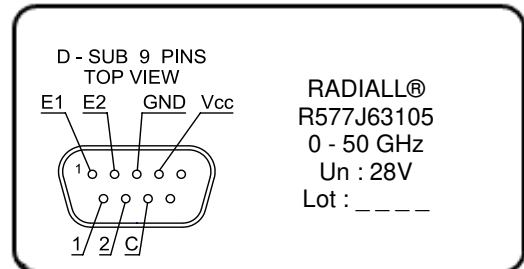 D - SUB 9 PINS
TOP VIEW
E1 E2 GND Vcc
1
1 2 C
RADIALL®
R577J63105
0 - 50 GHz
Un : 28V
Lot : _ _ _ _